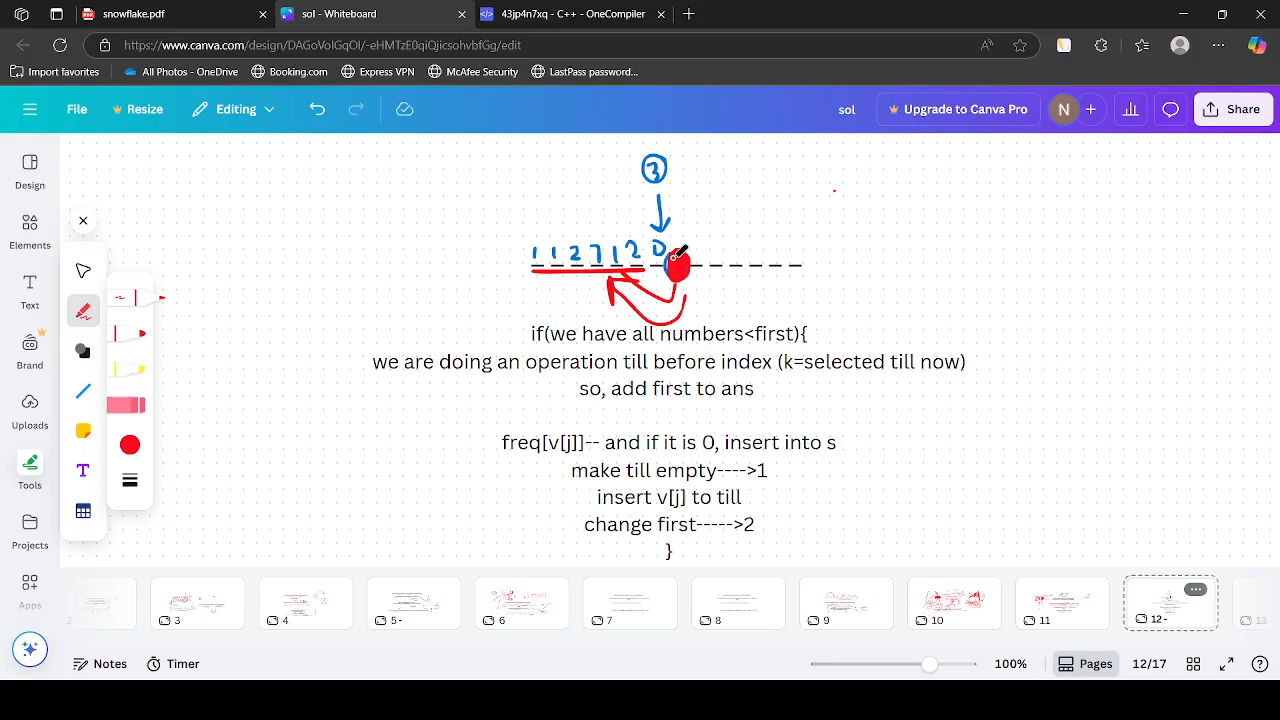 snowflake.pdf
sol - Whiteboard
43jp4n7xq - C++ - OneCompiler
https://www.canva.com/design/DAGoVoIGqOI/-eHMTzE0qiQjicsohvbfGg/edit
Import favorites
All Photos - OneDrive
Booking.com
Express VPN
McAfee Security
LastPass password...
File
Resize
Editing
sol
Upgrade to Canva Pro
N
Share
Design
Elements
Text
Brand
Uploads
Tools
Projects
Apps
3
1 1 2 7 1 2 0
if(we have all numbers<first){
we are doing an operation till before index (k=selected till now)
so, add first to ans
freq[v[j]]-- and if it is 0, insert into s
make till empty---->1
insert v[j] to till
change first----->2
}
2
3
4
5 -
6
7
8
9
10
11
12 -
13
Notes
Timer
100%
Pages
12/17